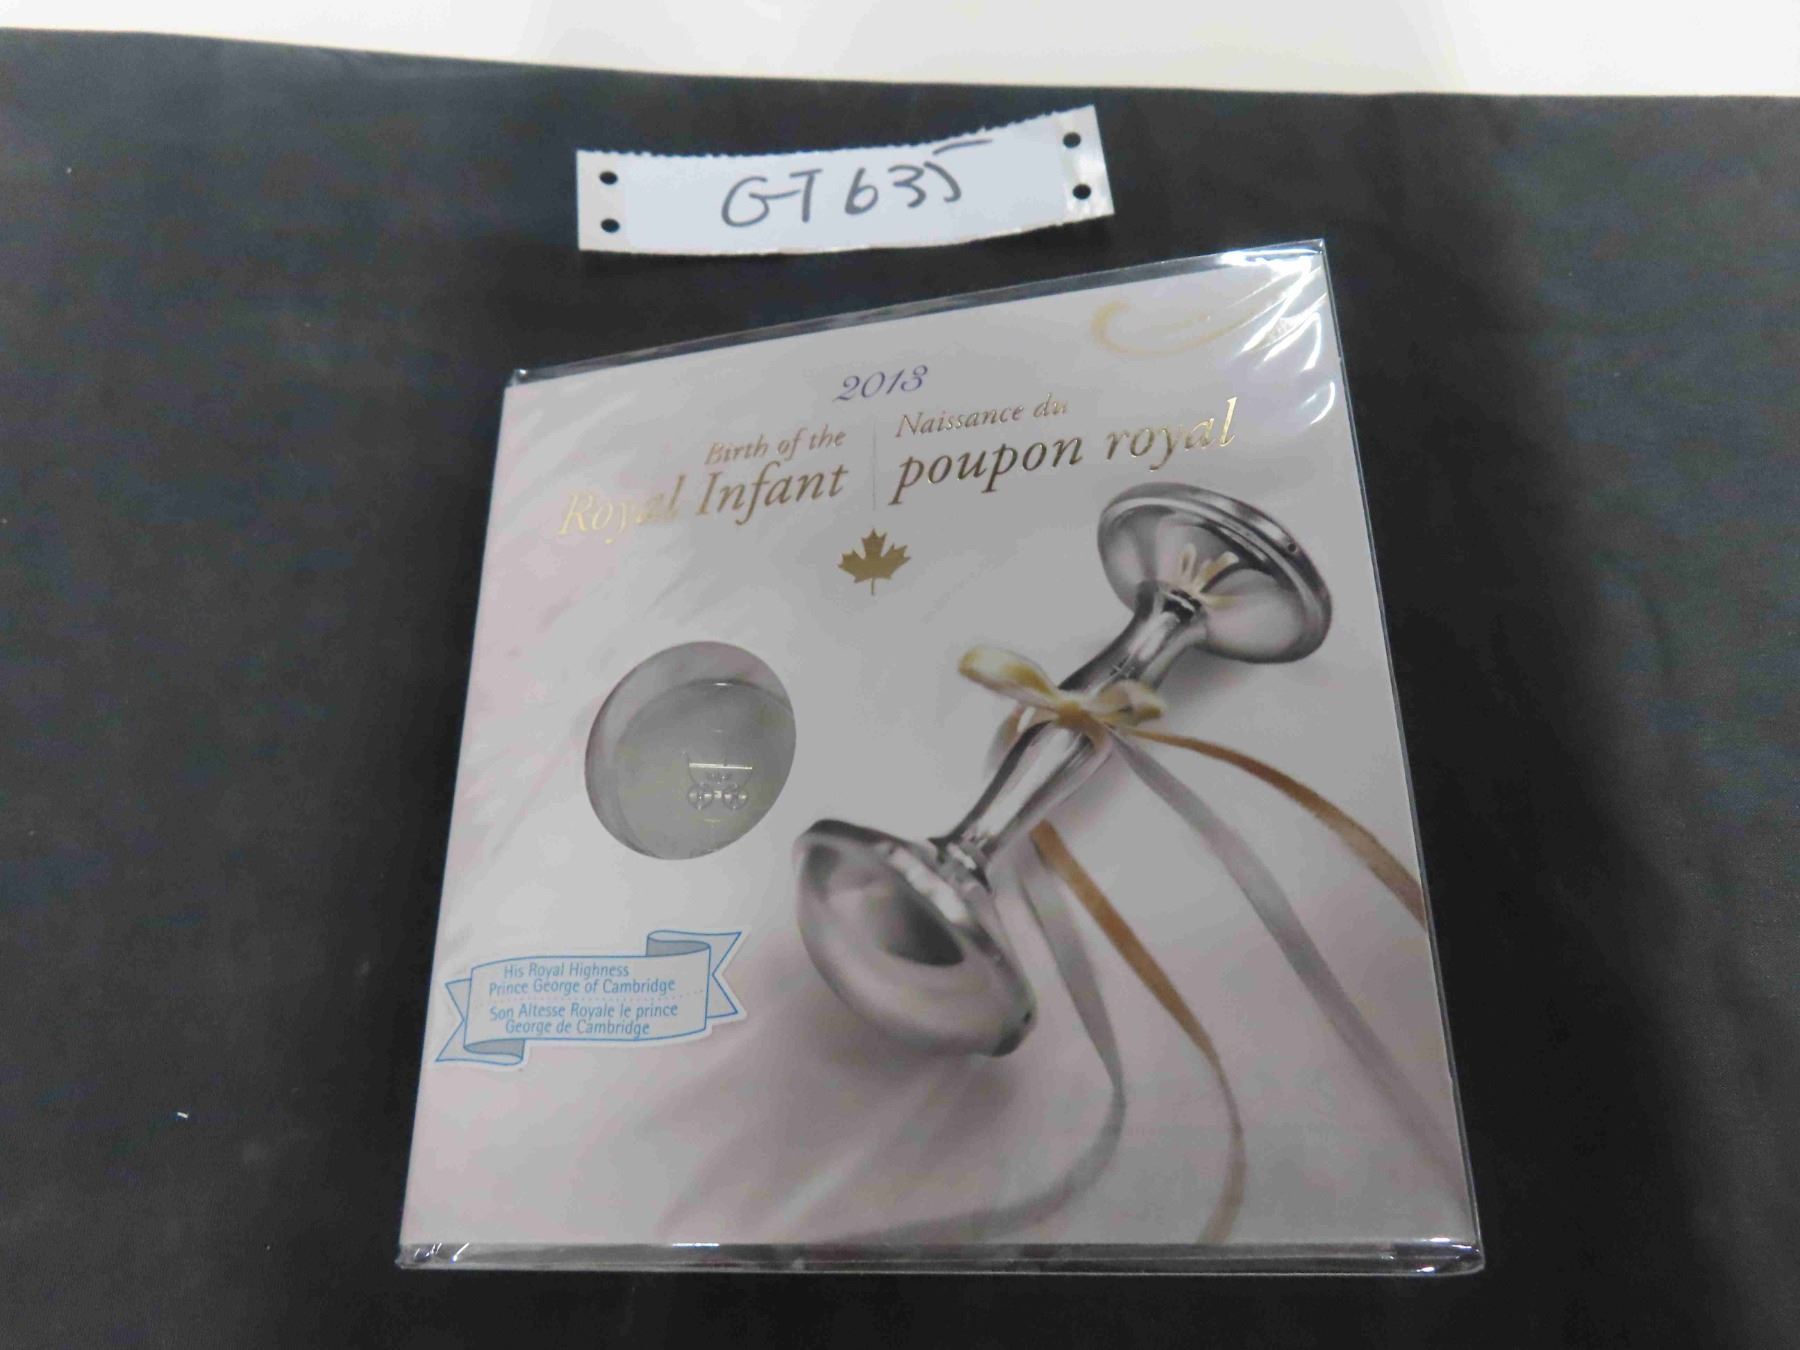 GT635
2013
Birth of the
Royal Infant
Naissance du
poupon royal
His Royal Highness
Prince George of Cambridge
Son Altesse Royale le prince
George de Cambridge